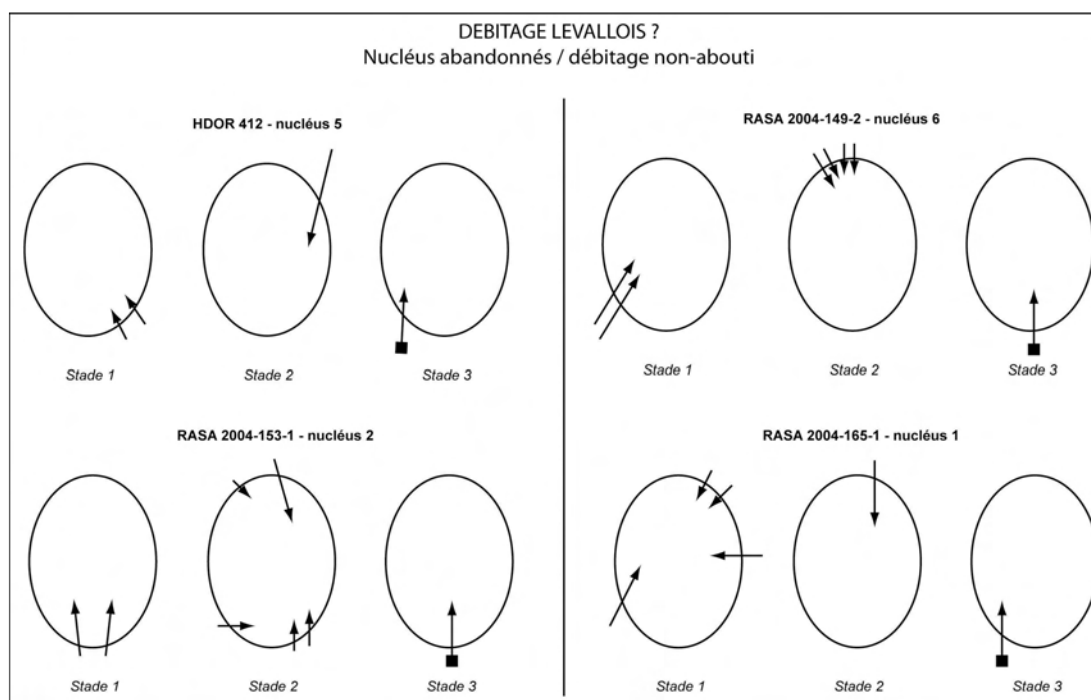 DEBITAGE LEVALLOIS ?
Nucléus abandonnés / débitage non-abouti
HDOR 412 - nucléus 5
Stade 1
Stade 2
Stade 3
RASA 2004-153-1 - nucléus 2
Stade 1
Stade 2
Stade 3
RASA 2004-149-2 - nucléus 6
Stade 1
Stade 2
Stade 3
RASA 2004-165-1 - nucléus 1
Stade 1
Stade 2
Stade 3